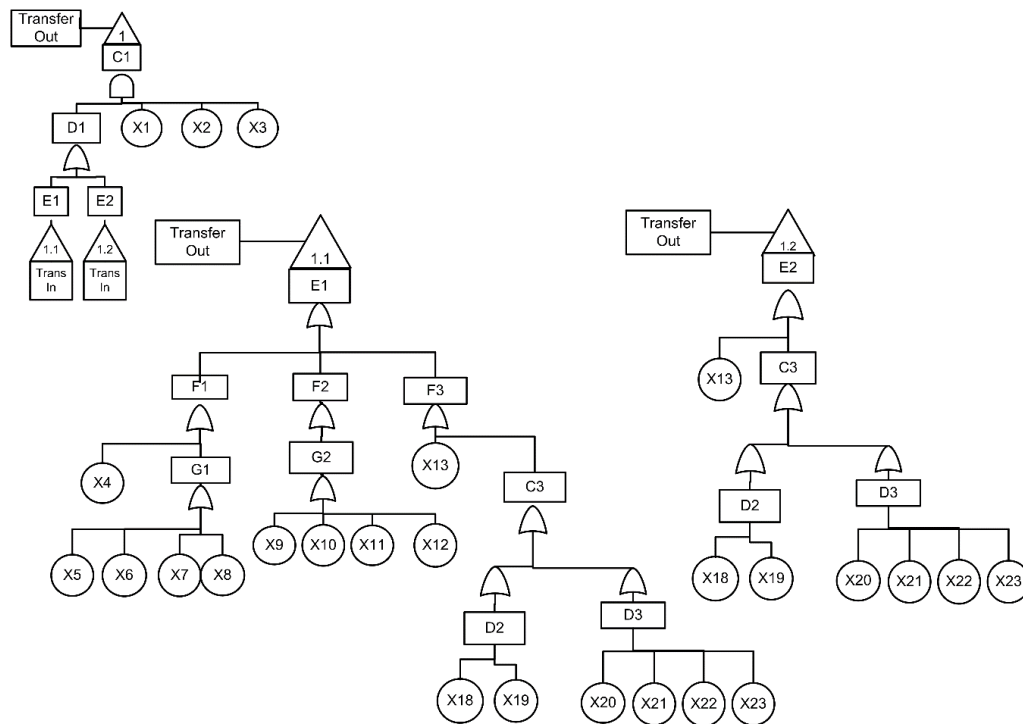 Transfer
Out
1
C1
D1
X1
X2
X3
E1
E2
1.1
1.2
Trans
In
Trans
In
Transfer
Out
1.1
E1
F1
F2
F3
X4
G1
G2
X13
C3
X5
X6
X7
X8
X9
X10
X11
X12
D2
D3
X18
X19
X20
X21
X22
X23
Transfer
Out
1.2
E2
X13
C3
D2
D3
X18
X19
X20
X21
X22
X23